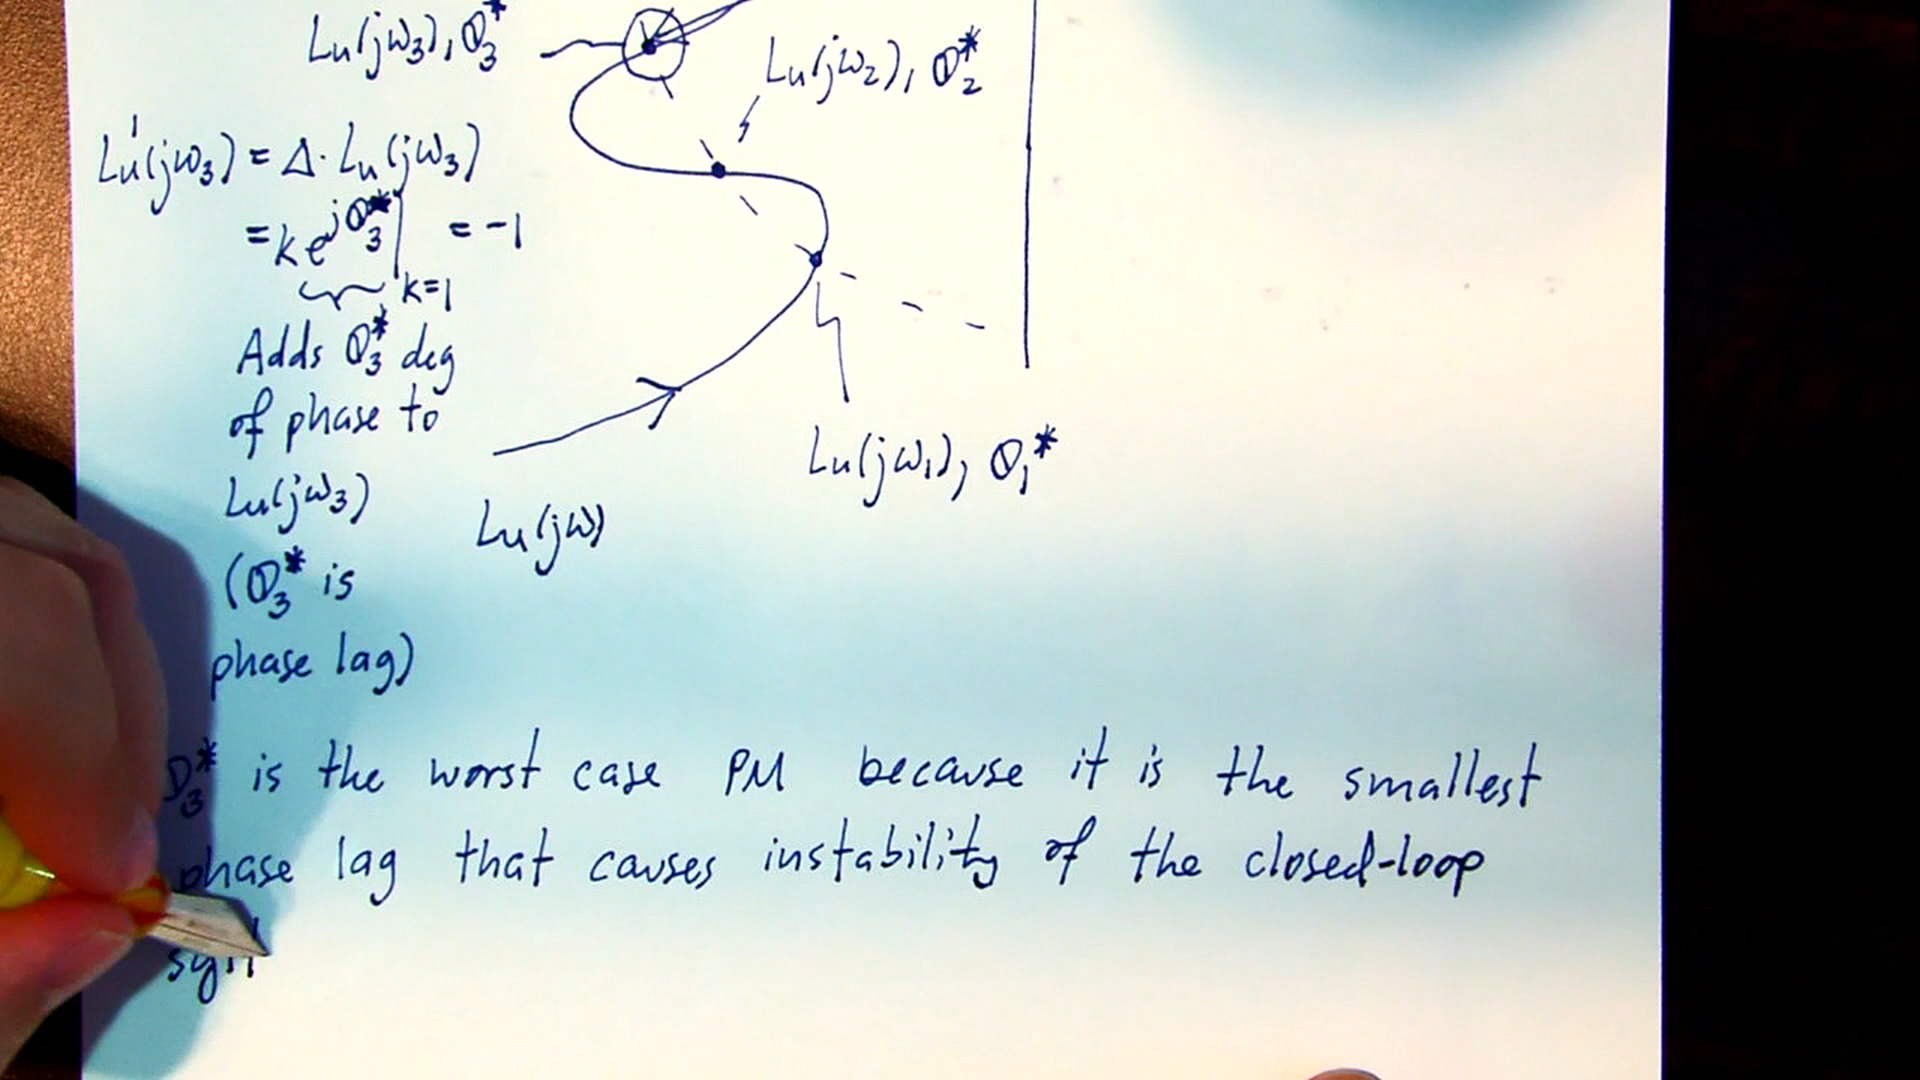 Lu(jω₃), Θ₃*
Lu(jω₂), Θ₂*
Lu'(jω₃) = Δ · Lu(jω₃)
= k e^{jΘ₃*} |_{k=1} = -1
Adds Θ₃* deg
of phase to
Lu(jω₃)
(Θ₃* is
phase lag)
Lu(jω)
Lu(jω₁), Θ₁*
Θ₃* is the worst case PM because it is the smallest
phase lag that causes instability of the closed-loop